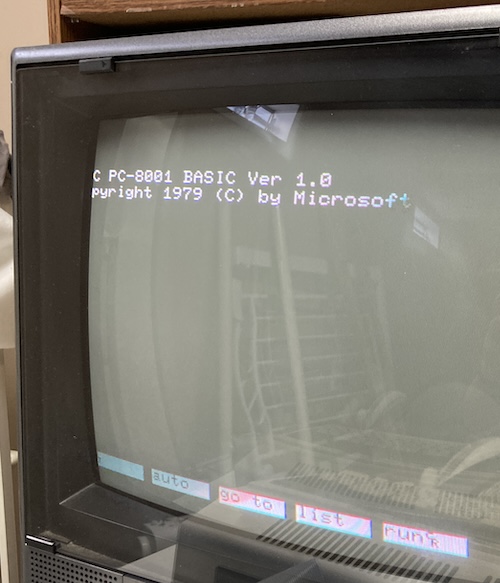 C PC-8001 BASIC Ver 1.0
pyright 1979 (C) by Microsoft
auto go to list run